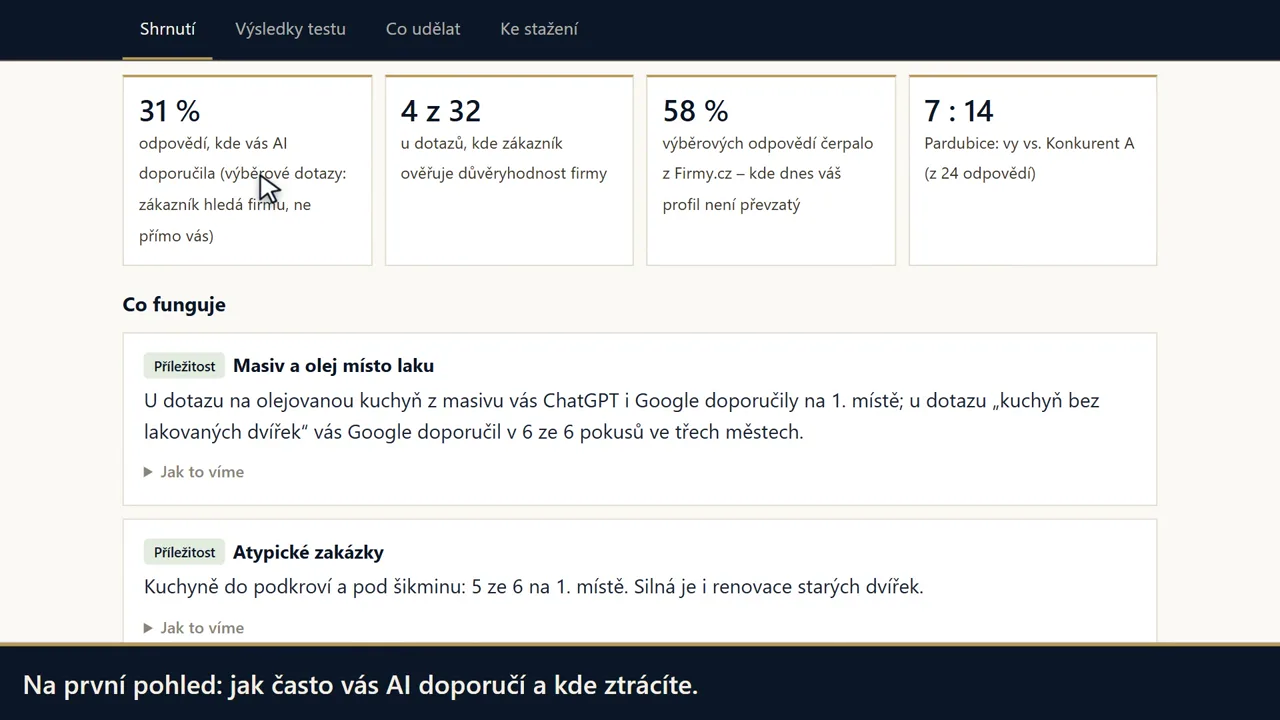 Shrnutí
Výsledky testu
Co udělat
Ke stažení
31 %
odpovědí, kde vás AI
doporučila (výběrové dotazy:
zákazník hledá firmu, ne
přímo vás)
4 z 32
u dotazů, kde zákazník
ověřuje důvěryhodnost firmy
58 %
výběrových odpovědí čerpalo
z Firmy.cz – kde dnes váš
profil není převzatý
7 : 14
Pardubice: vy vs. Konkurent A
(z 24 odpovědí)
Co funguje
Příležitost Masiv a olej místo laku
U dotazu na olejovanou kuchyň z masivu vás ChatGPT i Google doporučily na 1. místě; u dotazu „kuchyň bez
lakovaných dvířek“ vás Google doporučil v 6 ze 6 pokusů ve třech městech.
Jak to víme
Příležitost Atypické zakázky
Kuchyně do podkroví a pod šikminu: 5 ze 6 na 1. místě. Silná je i renovace starých dvířek.
Jak to víme
Na první pohled: jak často vás AI doporučí a kde ztrácíte.